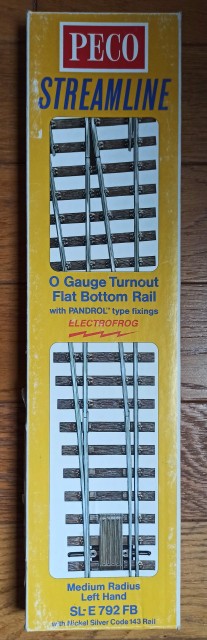 PECO
STREAMLINE
O Gauge Turnout
Flat Bottom Rail
with PANDROL™ type fixings
ELECTROFROG
Medium Radius
Left Hand
SL-E 792 FB
with Nickel Silver Code 143 Rail